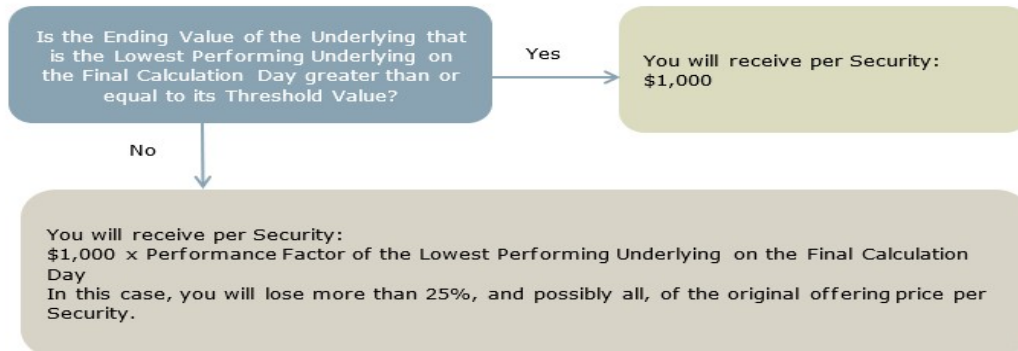 Is the Ending Value of the Underlying that
is the Lowest Performing Underlying on
the Final Calculation Day greater than or
equal to its Threshold Value?
Yes
You will receive per Security:
$1,000
No
You will receive per Security:
$1,000 x Performance Factor of the Lowest Performing Underlying on the Final Calculation
Day
In this case, you will lose more than 25%, and possibly all, of the original offering price per
Security.